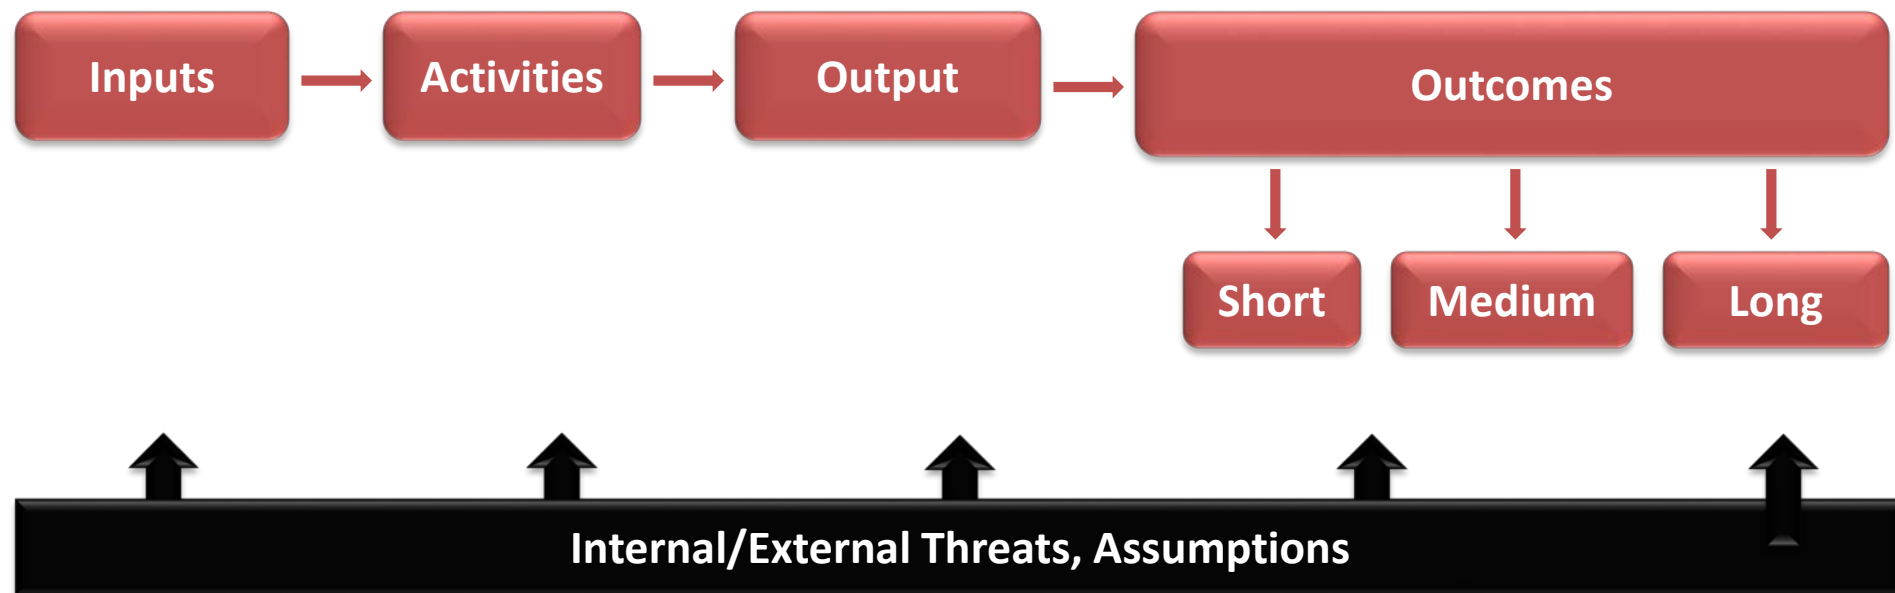 Inputs
Activities
Output
Outcomes
Short
Medium
Long
Internal/External Threats, Assumptions